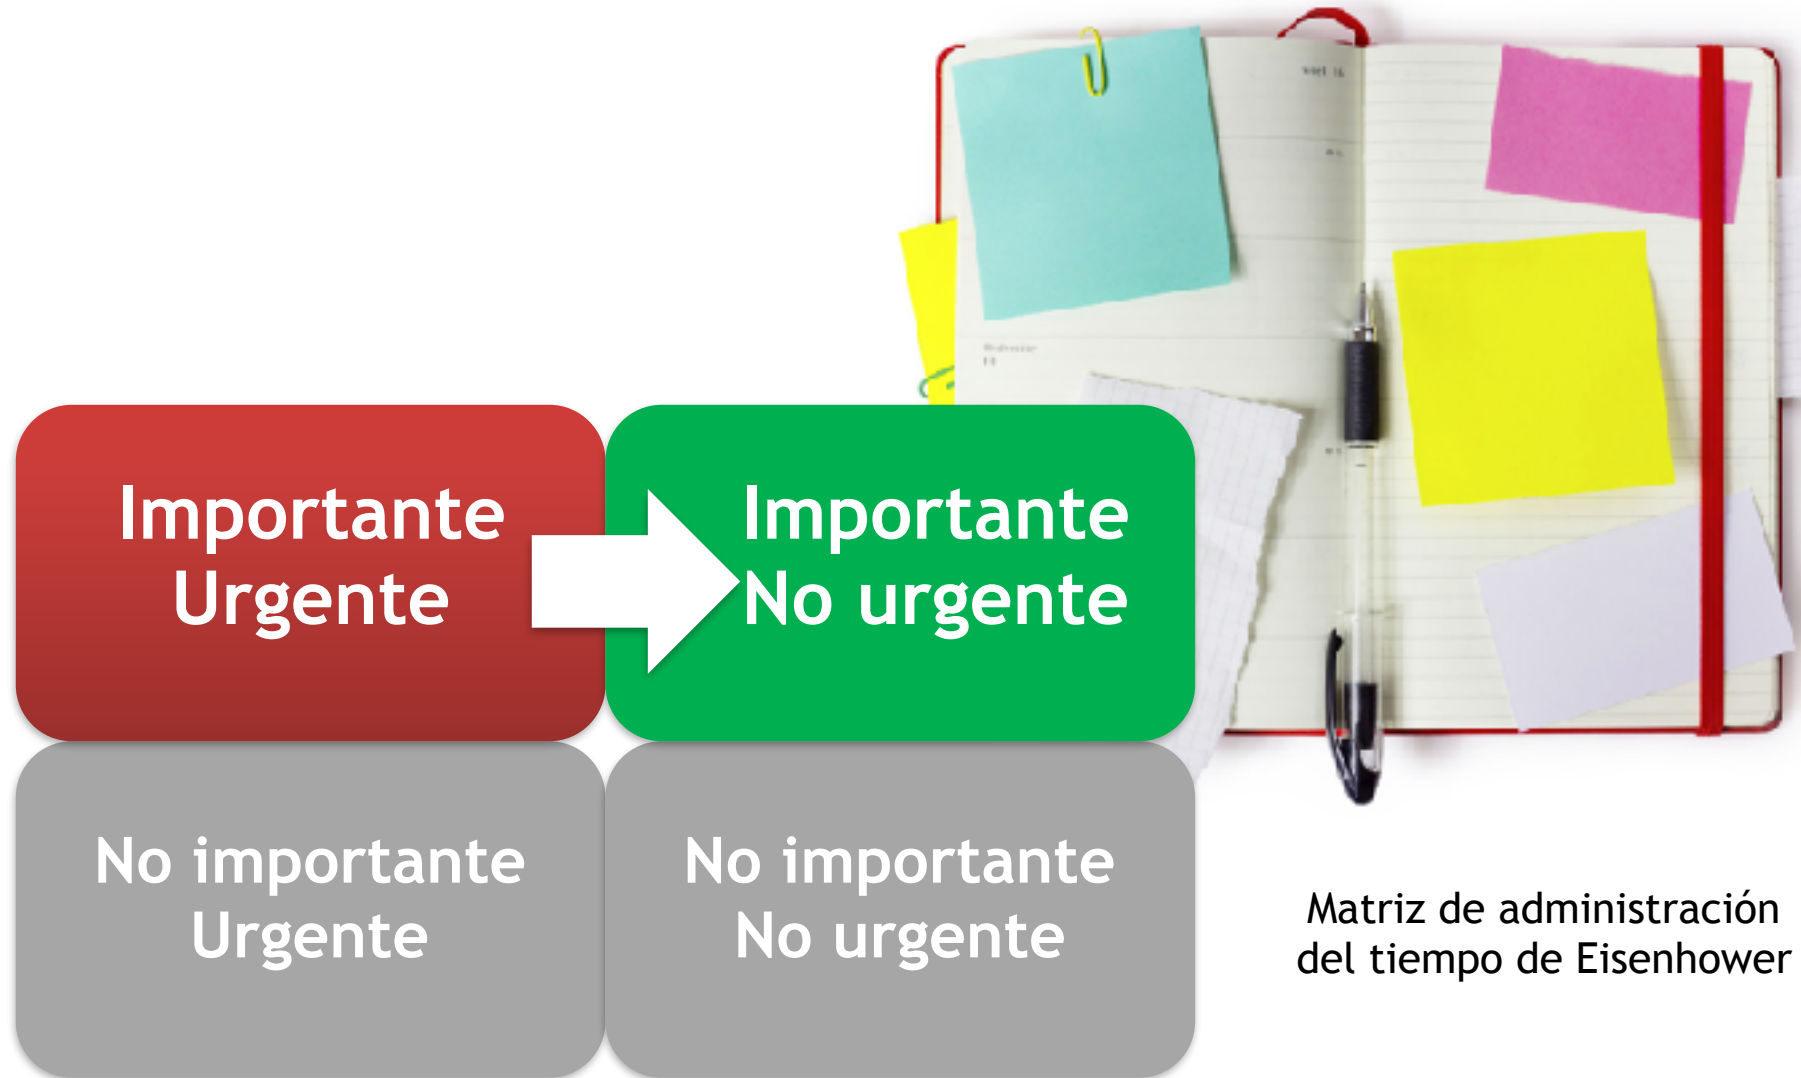 Importante
Urgente
Importante
No urgente
No importante
Urgente
No importante
No urgente
Matriz de administración
del tiempo de Eisenhower